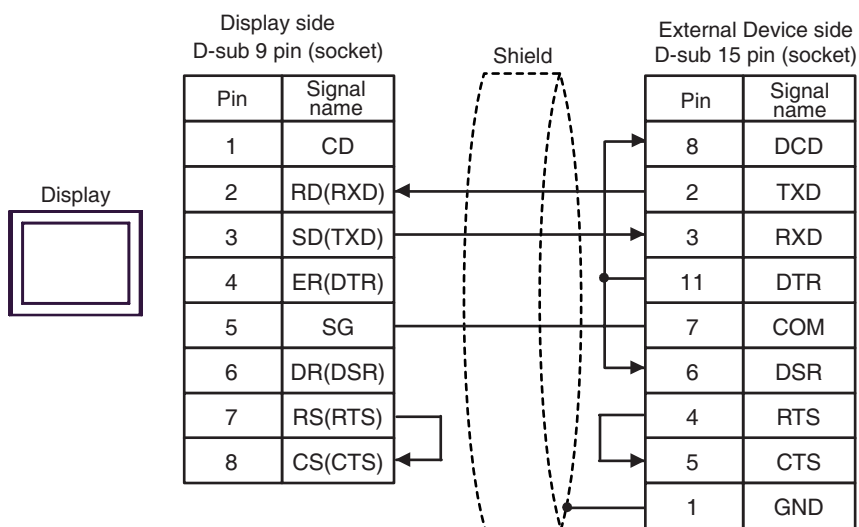 Display side
D-sub 9 pin (socket)
Shield
External Device side
D-sub 15 pin (socket)
Display
Pin Signal name
1 CD
2 RD(RXD)
3 SD(TXD)
4 ER(DTR)
5 SG
6 DR(DSR)
7 RS(RTS)
8 CS(CTS)
Pin Signal name
8 DCD
2 TXD
3 RXD
11 DTR
7 COM
6 DSR
4 RTS
5 CTS
1 GND